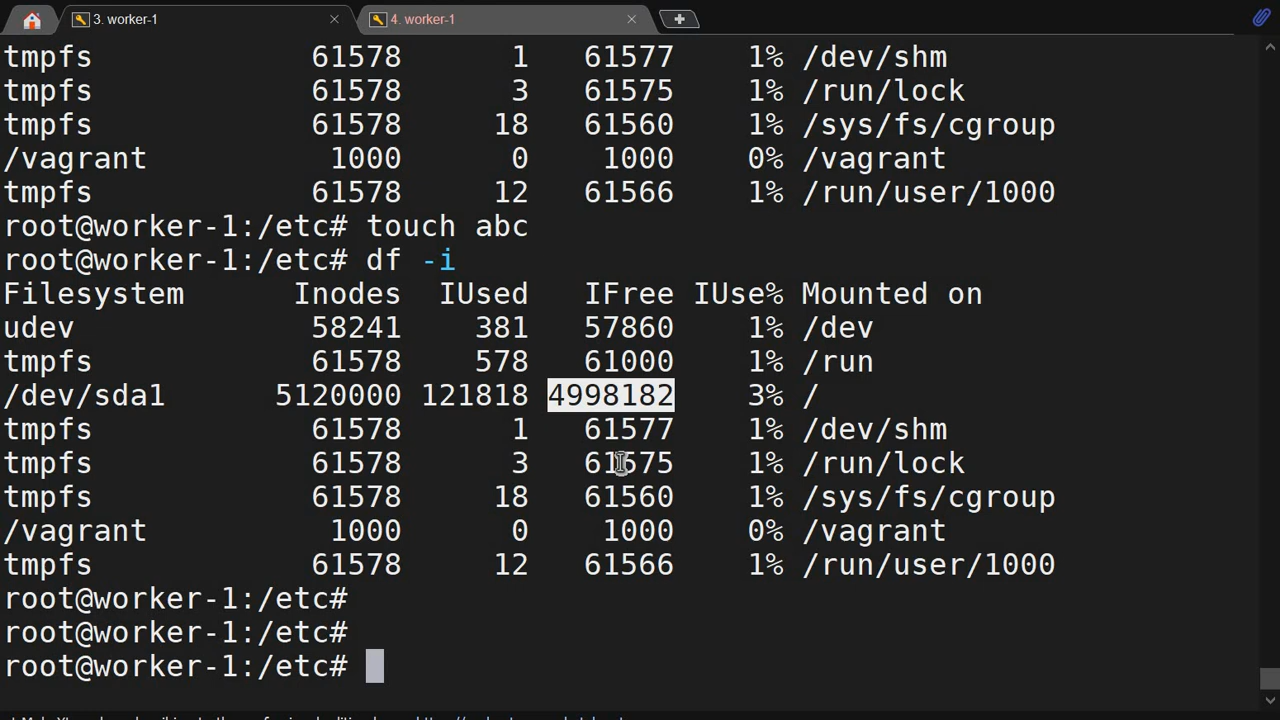 3. worker-1
4. worker-1
tmpfs 61578 1 61577 1% /dev/shm
tmpfs 61578 3 61575 1% /run/lock
tmpfs 61578 18 61560 1% /sys/fs/cgroup
/vagrant 1000 0 1000 0% /vagrant
tmpfs 61578 12 61566 1% /run/user/1000
root@worker-1:/etc# touch abc
root@worker-1:/etc# df -i
Filesystem Inodes IUsed IFree IUse% Mounted on
udev 58241 381 57860 1% /dev
tmpfs 61578 578 61000 1% /run
/dev/sda1 5120000 121818 4998182 3% /
tmpfs 61578 1 61577 1% /dev/shm
tmpfs 61578 3 61575 1% /run/lock
tmpfs 61578 18 61560 1% /sys/fs/cgroup
/vagrant 1000 0 1000 0% /vagrant
tmpfs 61578 12 61566 1% /run/user/1000
root@worker-1:/etc#
root@worker-1:/etc#
root@worker-1:/etc#